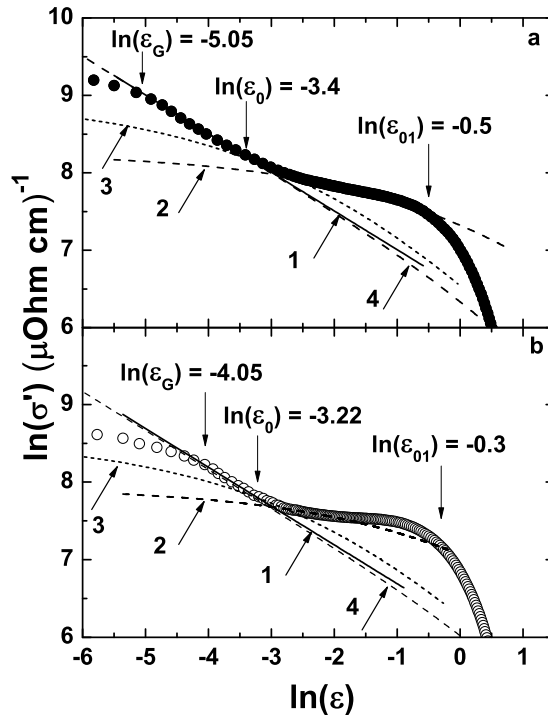 10
a
ln(ε_G) = -5.05
ln(ε_0) = -3.4
ln(ε_01) = -0.5
9
8
7
6
3
2
1
4
b
ln(ε_G) = -4.05
ln(ε_0) = -3.22
ln(ε_01) = -0.3
9
8
7
6
3
2
1
4
ln(σ') (μOhm cm)^-1
-6 -5 -4 -3 -2 -1 0 1
ln(ε)